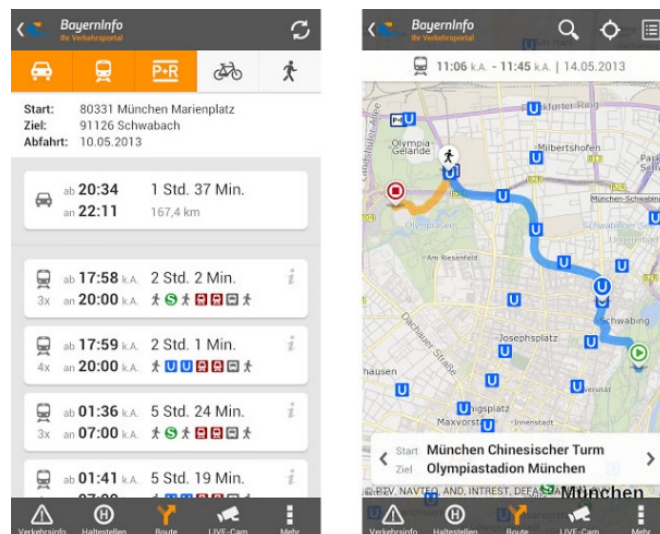 BayernInfo
Ihr Verkehrsportal
P+R
Start: 80331 München Marienplatz
Ziel: 91126 Schwabach
Abfahrt: 10.05.2013
ab 20:34 1 Std. 37 Min.
an 22:11 167,4 km
ab 17:58 k.A. 2 Std. 2 Min. i
3x an 20:00 k.A. S
ab 17:59 k.A. 2 Std. 1 Min. i
4x an 20:00 k.A. U U
ab 01:36 k.A. 5 Std. 24 Min. i
3x an 07:00 k.A. S
ab 01:41 k.A. 5 Std. 19 Min. i
Verkehrsinfo Haltestellen Route LIVE-Cam Mehr
BayernInfo
Ihr Verkehrsportal
11:06 k.A. - 11:45 k.A. | 14.05.2013
Frankfurter-Ring
P+R U
Olympia-
Gelände
Milbertshofen
Olympiasee
Am Riesenfeld
Schwabing
Dachauer Straße
Josephsplatz
Maxvorstadt
Start München Chinesischer Turm
Ziel Olympiastadion München
München
Verkehrsinfo Haltestellen Route LIVE-Cam Mehr